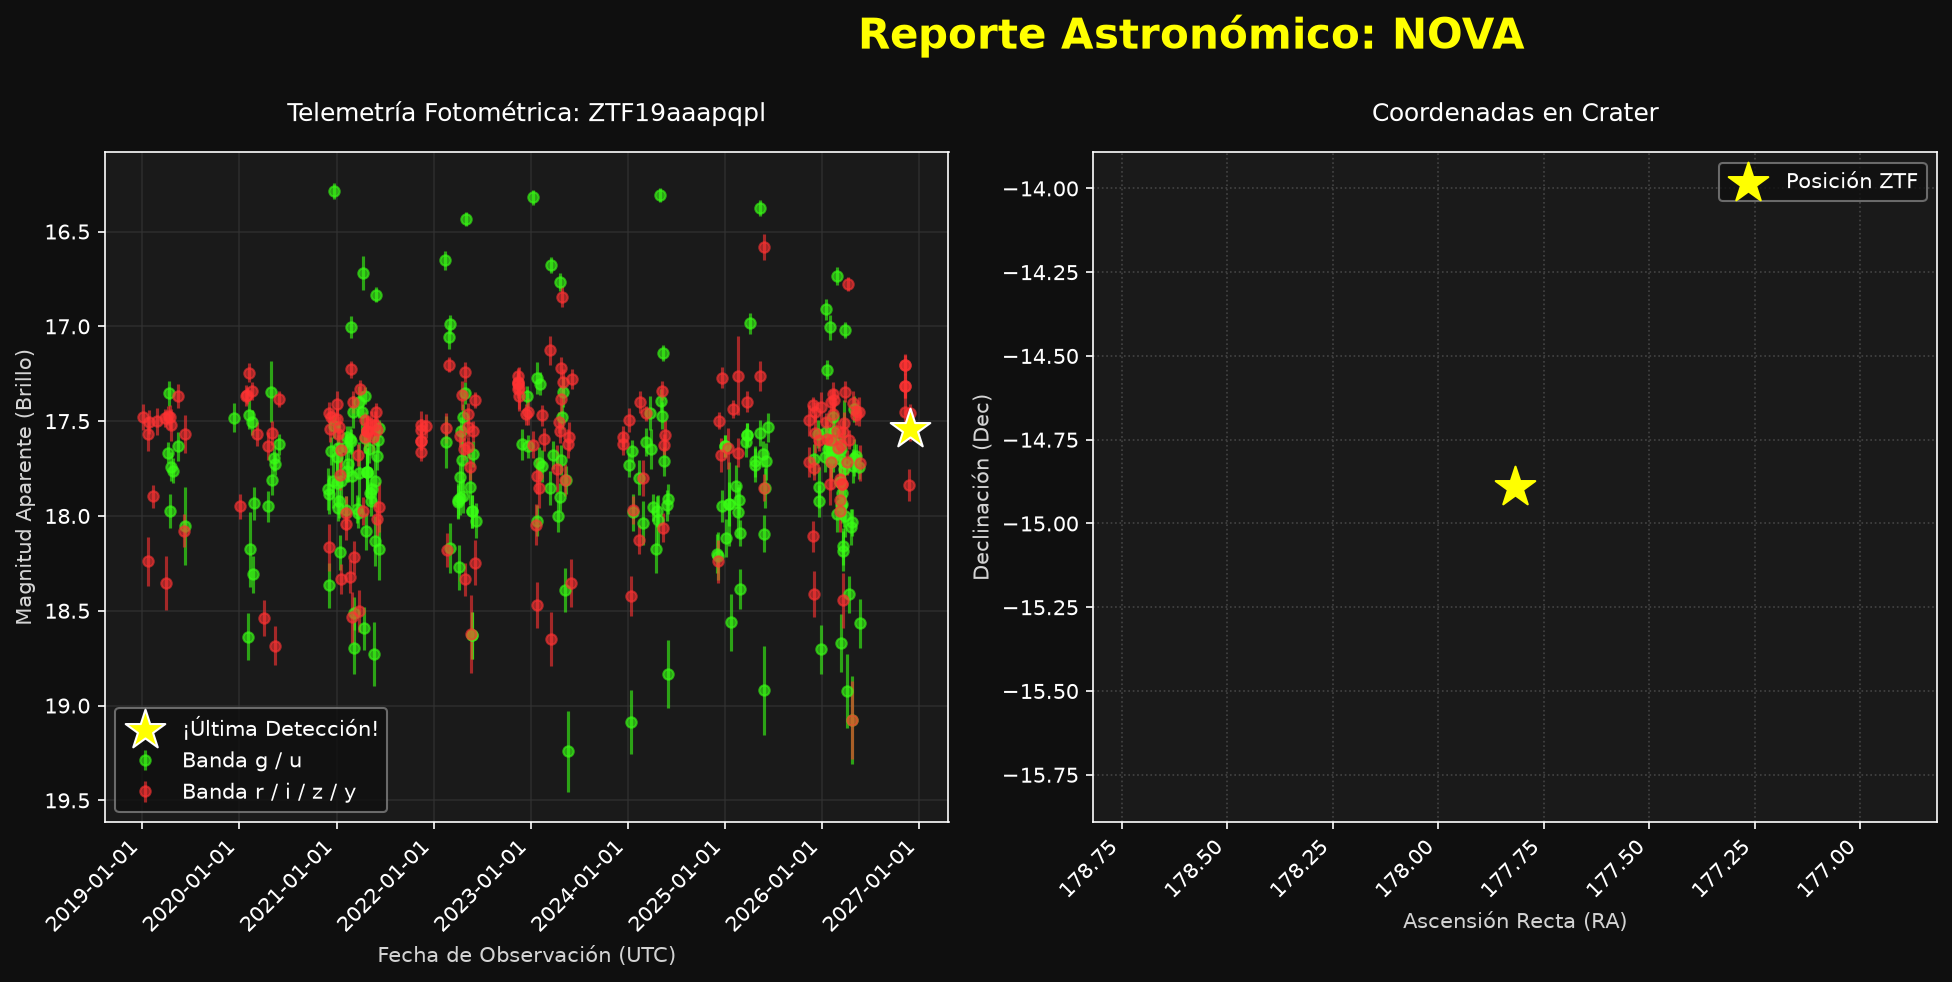 Reporte Astronómico: NOVA
Telemetría Fotométrica: ZTF19aaapqpl
Magnitud Aparente (Brillo)
16.5
17.0
17.5
18.0
18.5
19.0
19.5
¡Última Detección!
Banda g / u
Banda r / i / z / y
2019-01-01
2020-01-01
2021-01-01
2022-01-01
2023-01-01
2024-01-01
2025-01-01
2026-01-01
2027-01-01
Fecha de Observación (UTC)
Coordenadas en Crater
Declinación (Dec)
−14.00
−14.25
−14.50
−14.75
−15.00
−15.25
−15.50
−15.75
Posición ZTF
178.75
178.50
178.25
178.00
177.75
177.50
177.25
177.00
Ascensión Recta (RA)